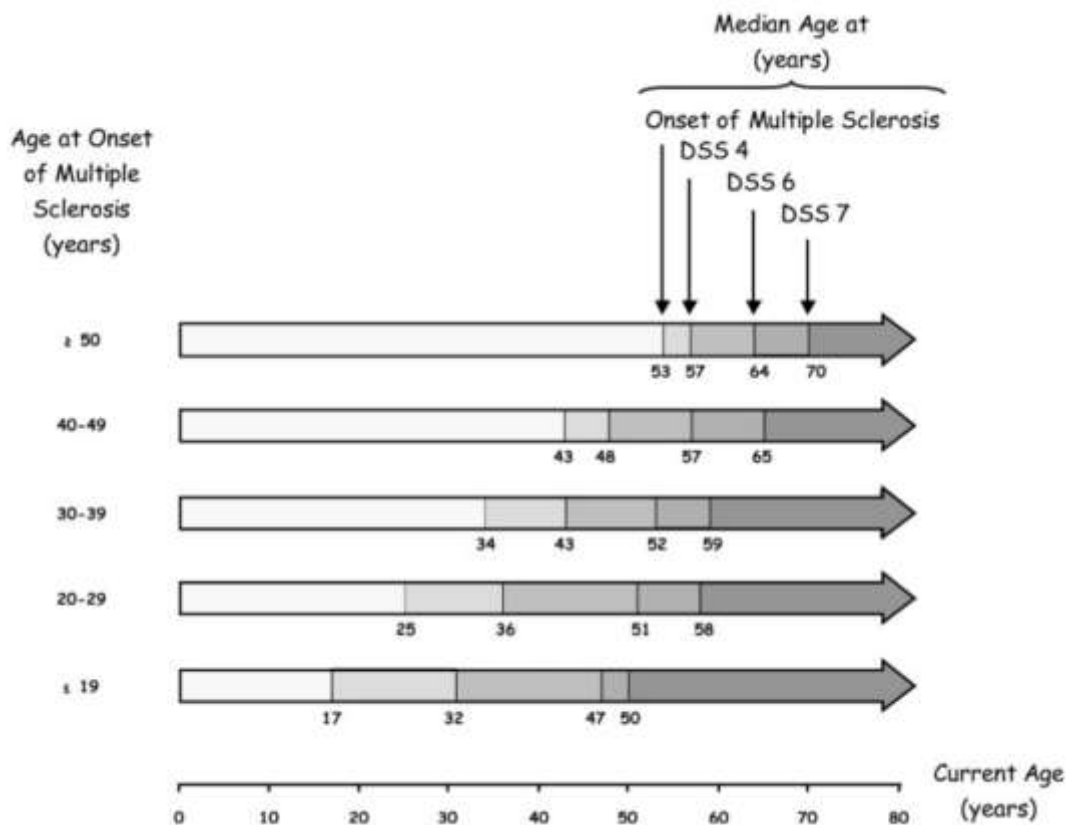 Median Age at
(years)
Onset of Multiple Sclerosis
DSS 4
DSS 6
DSS 7
Age at Onset
of Multiple
Sclerosis
(years)
≥ 50
53 57 64 70
40-49
43 48 57 65
30-39
34 43 52 59
20-29
25 36 51 58
≤ 19
17 32 47 50
Current Age
(years)
0 10 20 30 40 50 60 70 80